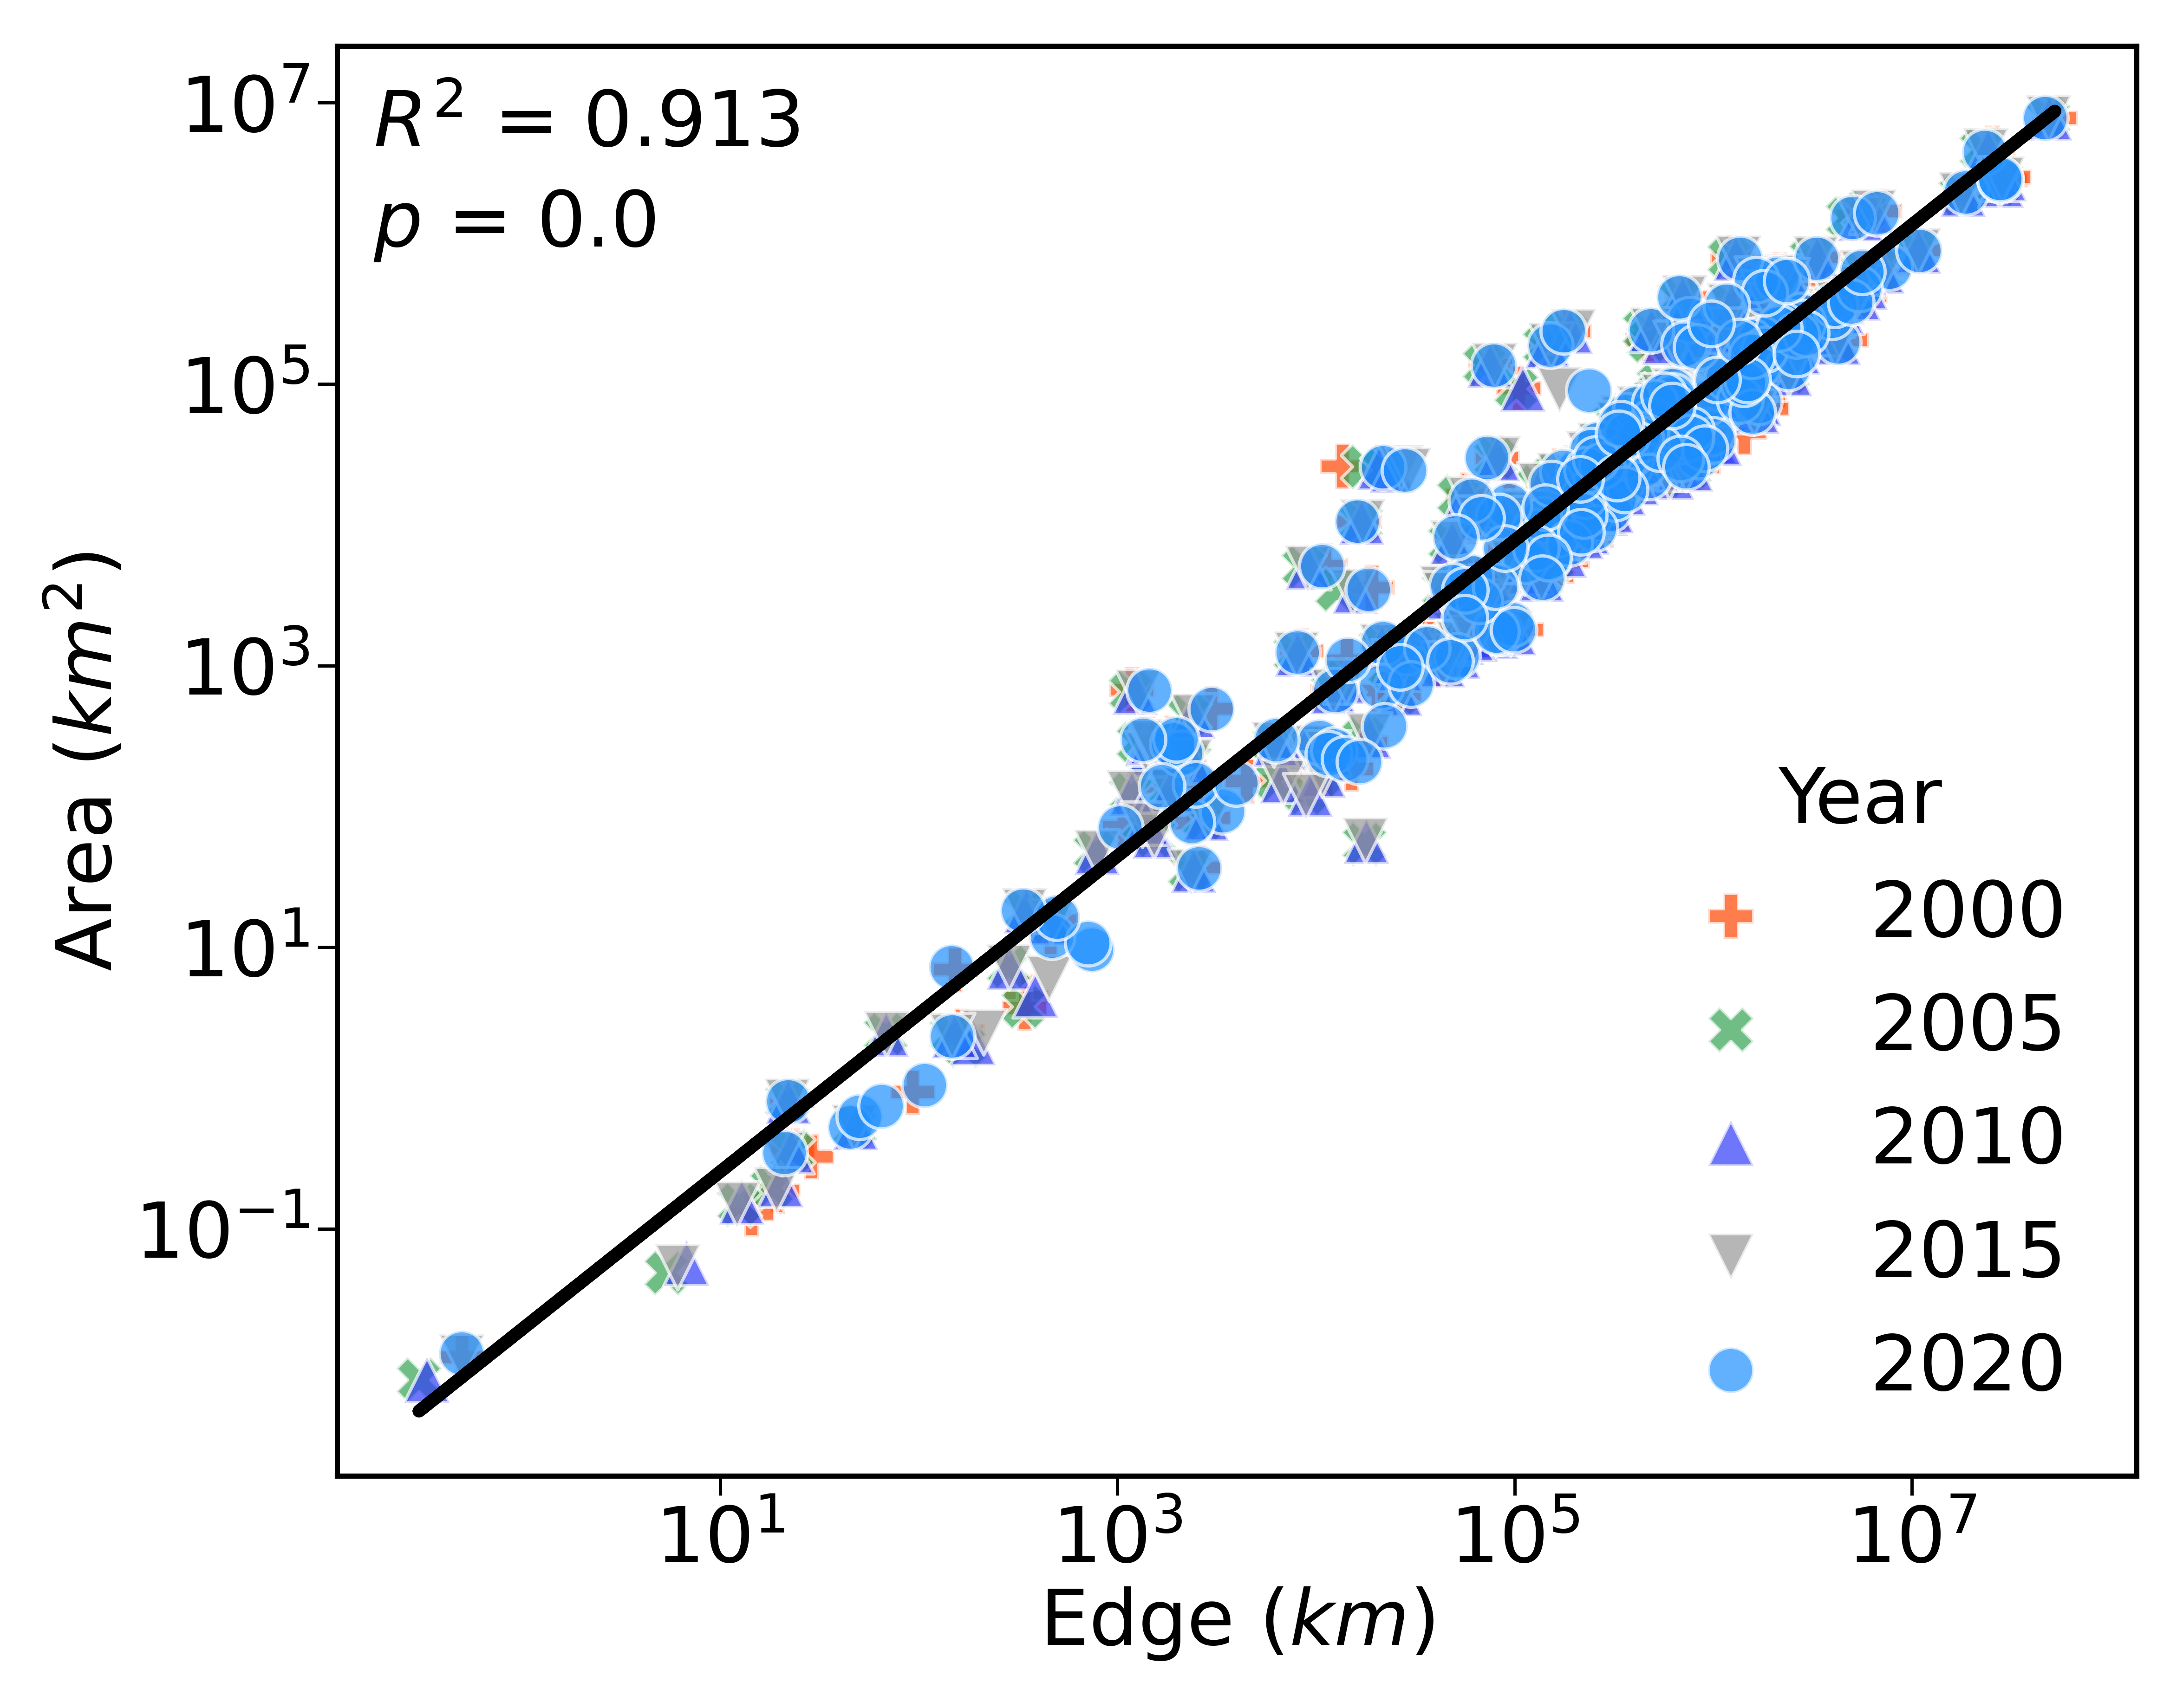 R² = 0.913
p = 0.0
10⁷
10⁵
10³
10¹
10⁻¹
Area (km²)
Year
2000
2005
2010
2015
2020
10¹ 10³ 10⁵ 10⁷
Edge (km)